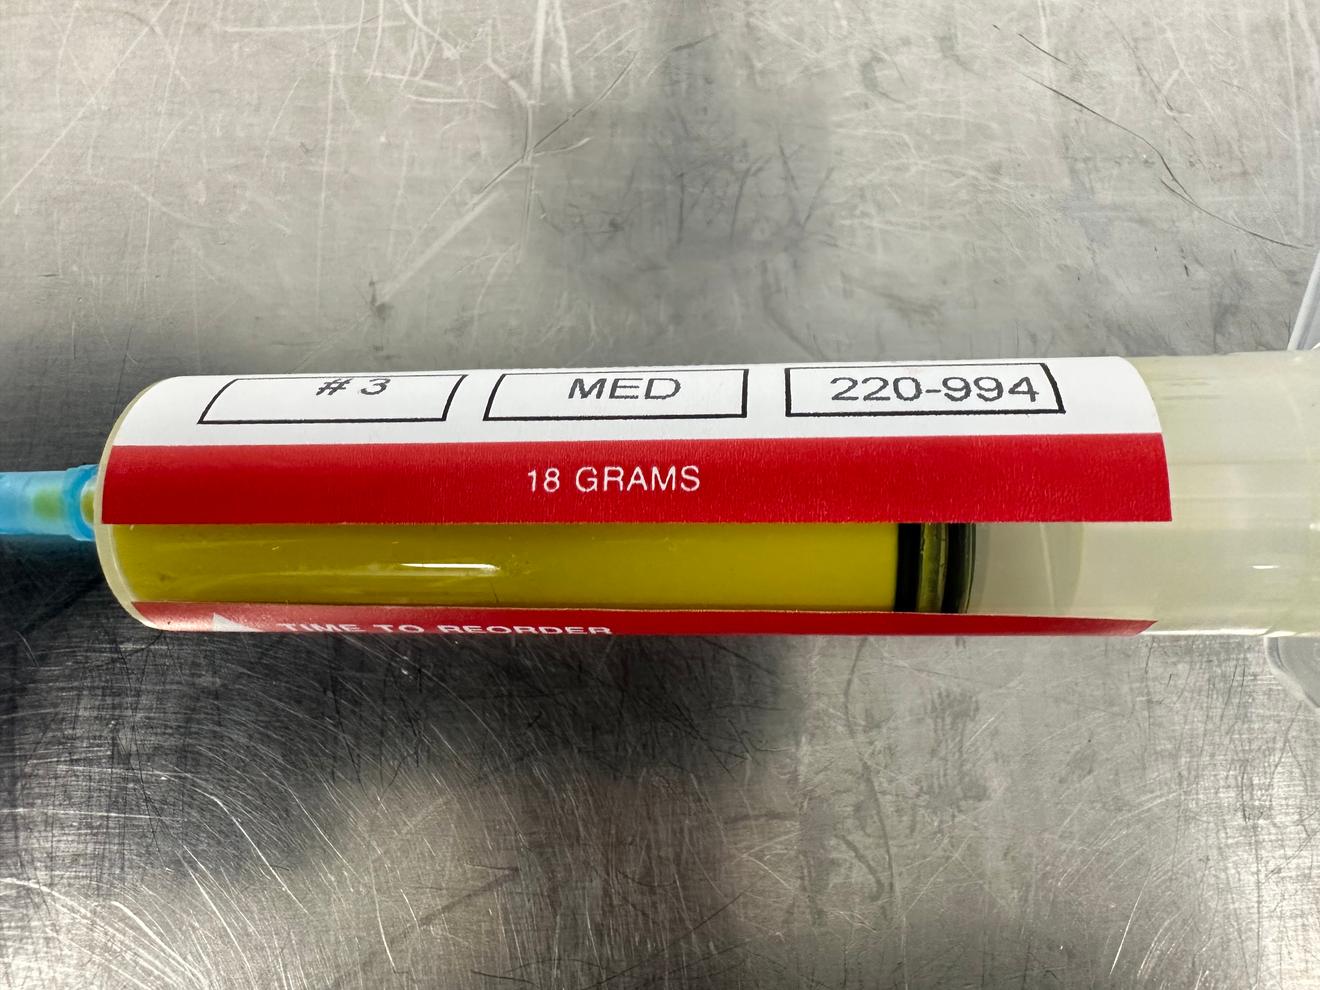 # 3 MED 220-994
18 GRAMS
TIME TO REORDER